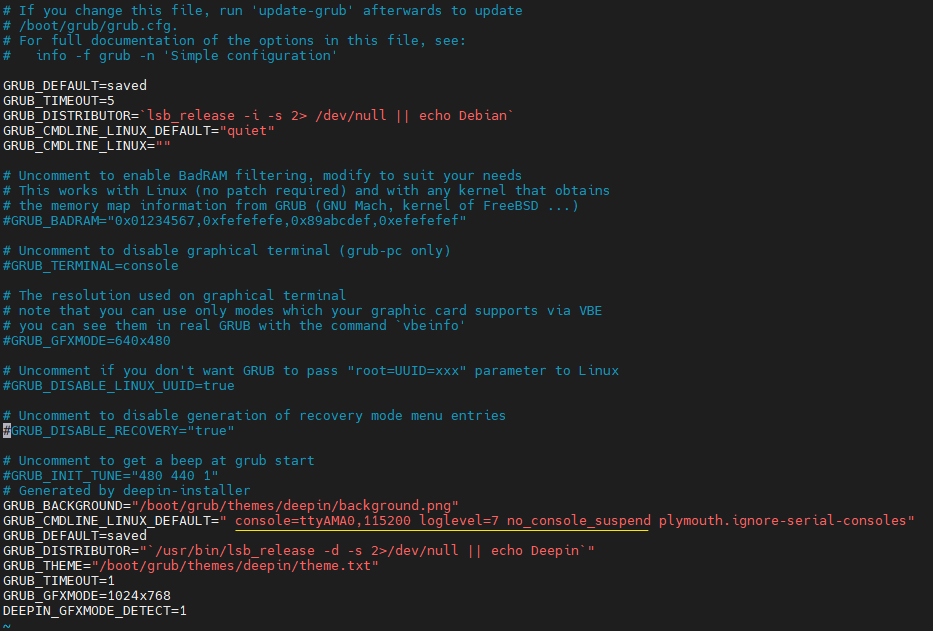 # If you change this file, run 'update-grub' afterwards to update
# /boot/grub/grub.cfg.
# For full documentation of the options in this file, see:
#   info -f grub -n 'Simple configuration'

GRUB_DEFAULT=saved
GRUB_TIMEOUT=5
GRUB_DISTRIBUTOR=`lsb_release -i -s 2> /dev/null || echo Debian`
GRUB_CMDLINE_LINUX_DEFAULT="quiet"
GRUB_CMDLINE_LINUX=""

# Uncomment to enable BadRAM filtering, modify to suit your needs
# This works with Linux (no patch required) and with any kernel that obtains
# the memory map information from GRUB (GNU Mach, kernel of FreeBSD ...)
#GRUB_BADRAM="0x01234567,0xfefefefe,0x89abcdef,0xefefefef"

# Uncomment to disable graphical terminal (grub-pc only)
#GRUB_TERMINAL=console

# The resolution used on graphical terminal
# note that you can use only modes which your graphic card supports via VBE
# you can see them in real GRUB with the command `vbeinfo'
#GRUB_GFXMODE=640x480

# Uncomment if you don't want GRUB to pass "root=UUID=xxx" parameter to Linux
#GRUB_DISABLE_LINUX_UUID=true

# Uncomment to disable generation of recovery mode menu entries
#GRUB_DISABLE_RECOVERY="true"

# Uncomment to get a beep at grub start
#GRUB_INIT_TUNE="480 440 1"
# Generated by deepin-installer
GRUB_BACKGROUND="/boot/grub/themes/deepin/background.png"
GRUB_CMDLINE_LINUX_DEFAULT=" console=ttyAMA0,115200 loglevel=7 no_console_suspend plymouth.ignore-serial-consoles"
GRUB_DEFAULT=saved
GRUB_DISTRIBUTOR="`/usr/bin/lsb_release -d -s 2>/dev/null || echo Deepin`"
GRUB_THEME="/boot/grub/themes/deepin/theme.txt"
GRUB_TIMEOUT=1
GRUB_GFXMODE=1024x768
DEEPIN_GFXMODE_DETECT=1
~